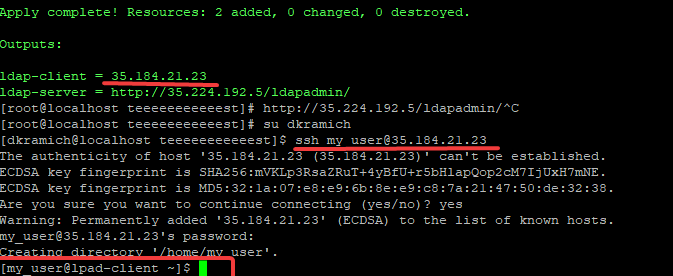 Apply complete! Resources: 2 added, 0 changed, 0 destroyed.
Outputs:
ldap-client = 35.184.21.23
ldap-server = http://35.224.192.5/ldapadmin/
[root@localhost teeeeeeeeeeest]# http://35.224.192.5/ldapadmin/^C
[root@localhost teeeeeeeeeeest]# su dkramich
[dkramich@localhost teeeeeeeeeeest]$ ssh my_user@35.184.21.23
The authenticity of host '35.184.21.23 (35.184.21.23)' can't be established.
ECDSA key fingerprint is SHA256:mVKLp3RsaZRuT+4yBfU+r5bHlapQop2cM7IjUxH7mNE.
ECDSA key fingerprint is MD5:32:1a:07:e8:e9:6b:8e:e9:c8:7a:21:47:50:de:32:38.
Are you sure you want to continue connecting (yes/no)? yes
Warning: Permanently added '35.184.21.23' (ECDSA) to the list of known hosts.
my_user@35.184.21.23's password:
Creating directory '/home/my_user'.
[my_user@lpad-client ~]$